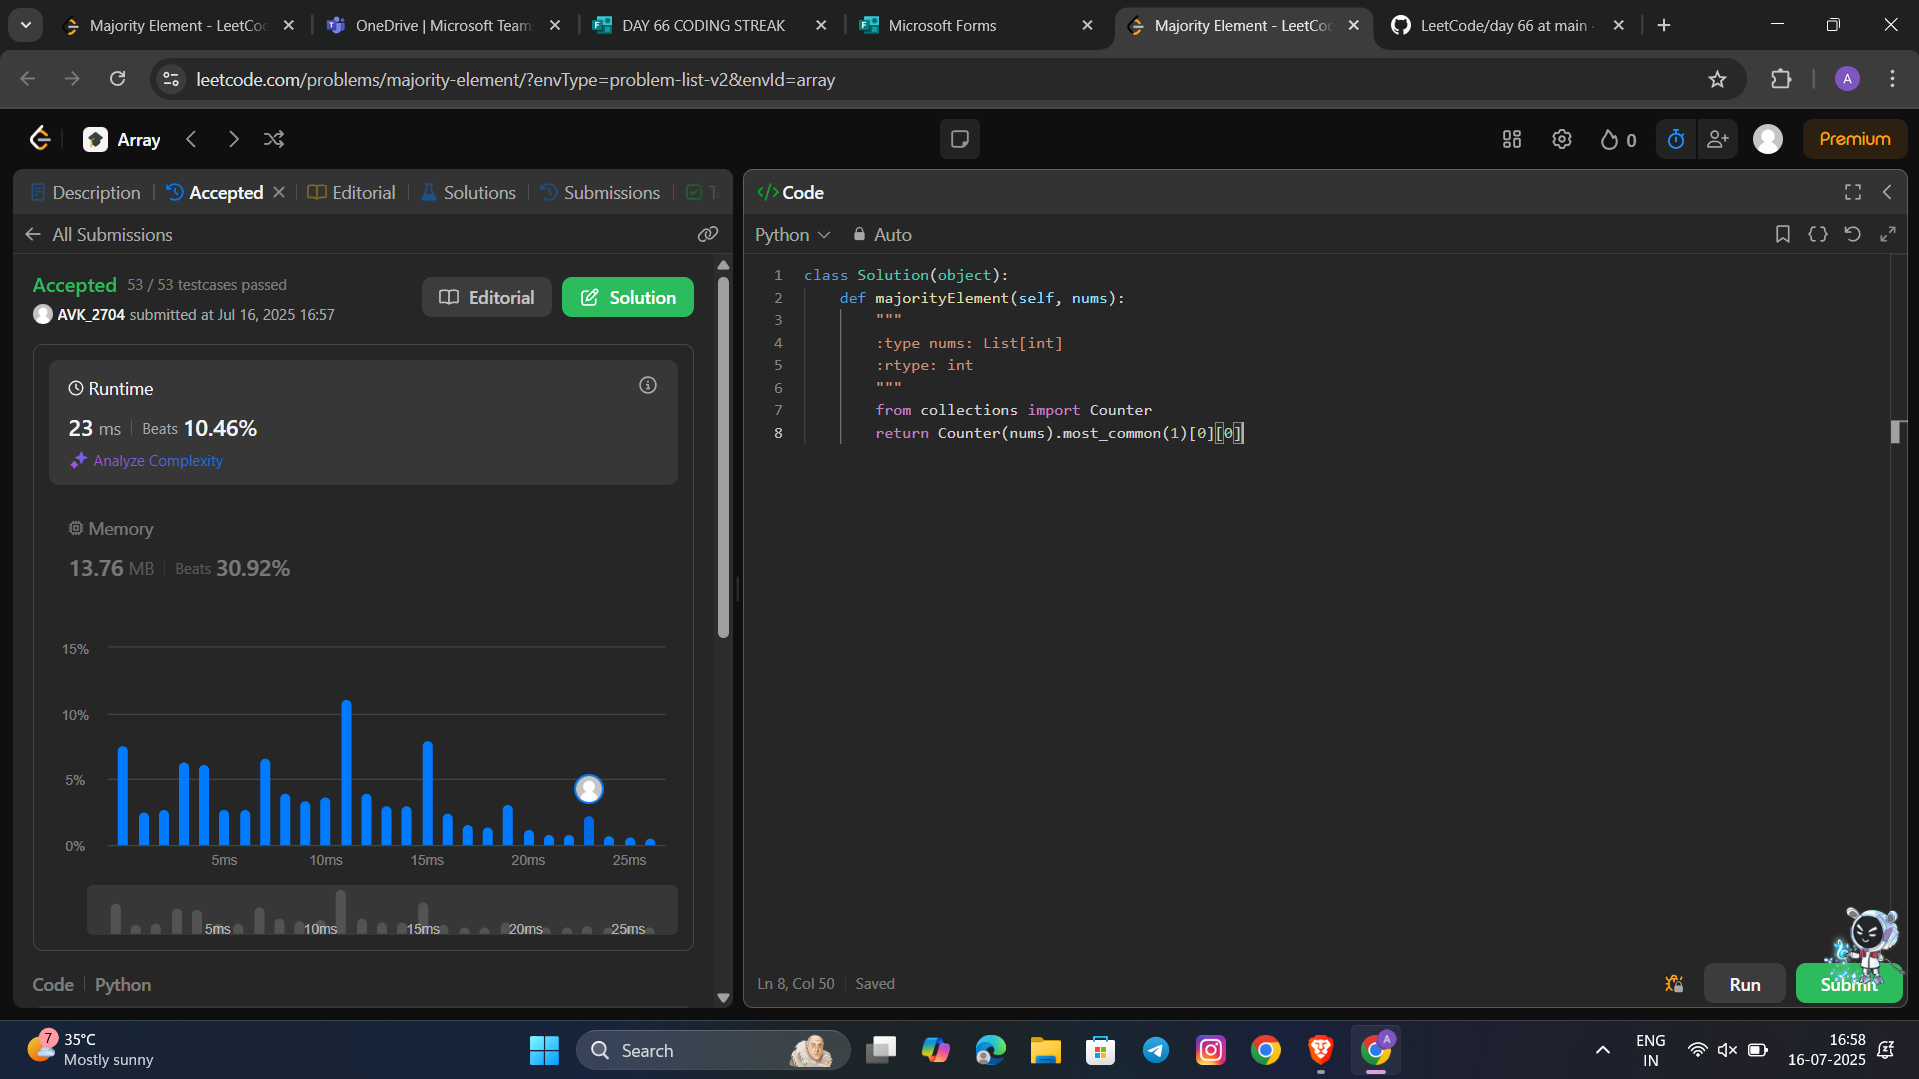 Majority Element - LeetCo
OneDrive | Microsoft Team
DAY 66 CODING STREAK
Microsoft Forms
Majority Element - LeetCo
LeetCode/day 66 at main
leetcode.com/problems/majority-element/?envType=problem-list-v2&envId=array
A
Array
0
Premium
Description
Accepted
Editorial
Solutions
Submissions
T
</> Code
All Submissions
Python
Auto
Accepted 53 / 53 testcases passed
AVK_2704 submitted at Jul 16, 2025 16:57
Editorial
Solution
Runtime
23 ms | Beats 10.46%
Analyze Complexity
Memory
13.76 MB | Beats 30.92%
15%
10%
5%
0%
5ms 10ms 15ms 20ms 25ms
5ms 10ms 15ms 20ms 25ms
Code | Python
1 class Solution(object):
2 def majorityElement(self, nums):
3 """
4 :type nums: List[int]
5 :rtype: int
6 """
7 from collections import Counter
8 return Counter(nums).most_common(1)[0][0]
Ln 8, Col 50 | Saved
Run
Submit
7
35°C
Mostly sunny
Search
A
ENG
IN
16:58
16-07-2025